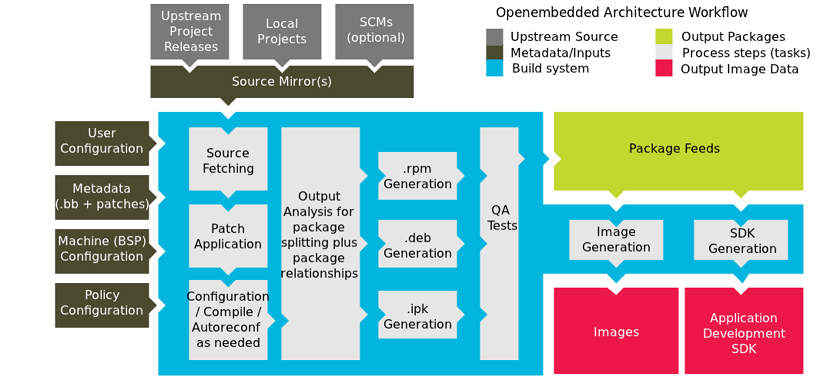 Openembedded Architecture Workflow
Upstream Source
Metadata/Inputs
Build system
Output Packages
Process steps (tasks)
Output Image Data
Upstream
Project
Releases
Local
Projects
SCMs
(optional)
Source Mirror(s)
User
Configuration
Metadata
(.bb + patches)
Machine (BSP)
Configuration
Policy
Configuration
Source
Fetching
Patch
Application
Configuration
/ Compile /
Autoreconf
as needed
Output
Analysis for
package
splitting plus
package
relationships
.rpm
Generation
.deb
Generation
.ipk
Generation
QA
Tests
Package Feeds
Image
Generation
SDK
Generation
Images
Application
Development
SDK